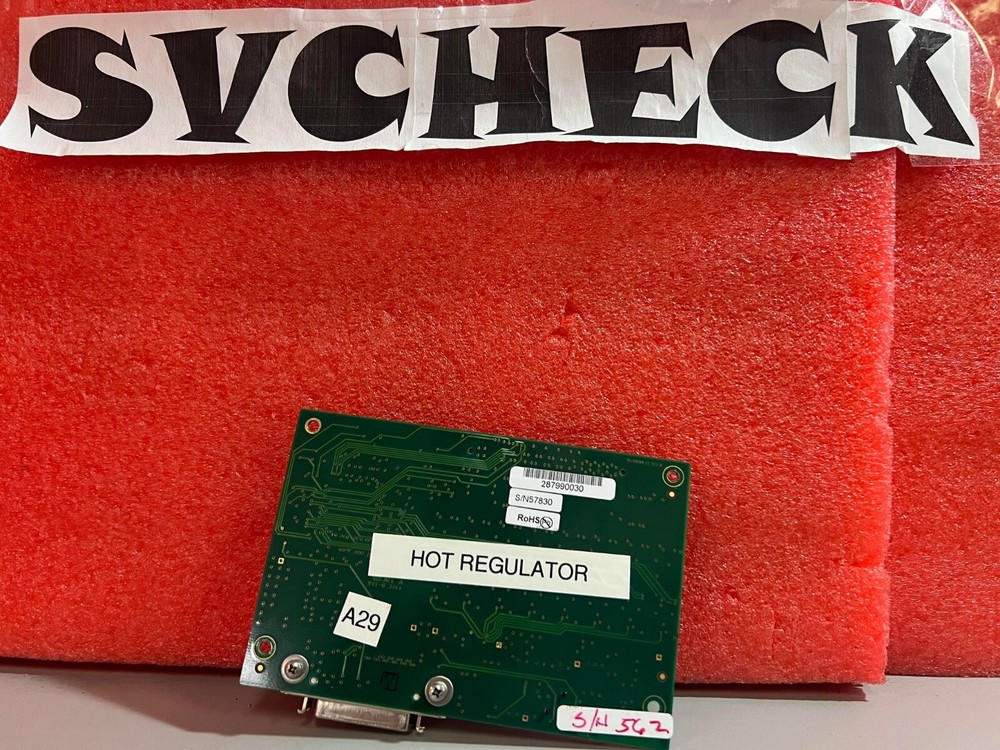 SVCHECK
287990030
S/N57830
RoHS
HOT REGULATOR
A29
S/N 562